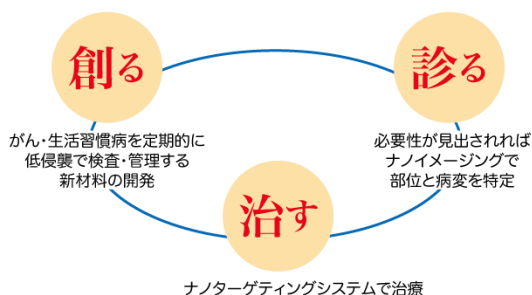 創る
がん・生活習慣病を定期的に
低侵襲で検査・管理する
新材料の開発
診る
必要性が見出されれば
ナノイメージングで
部位と病変を特定
治す
ナノターゲティングシステムで治療